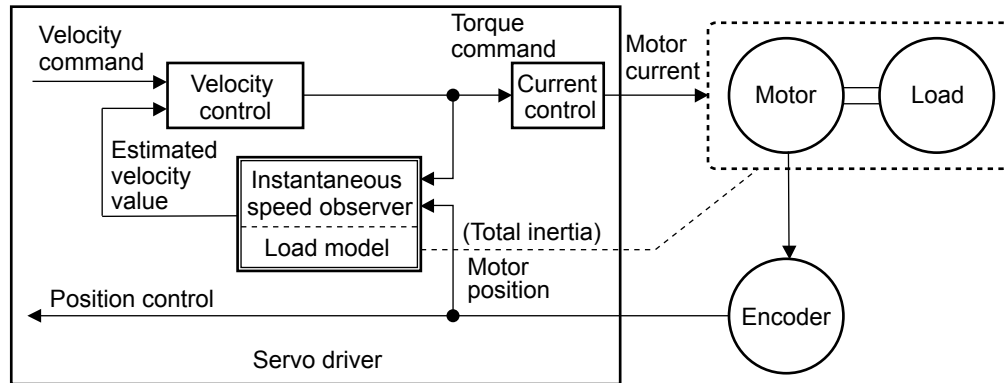 Velocity
command
Velocity
control
Torque
command
Current
control
Motor
current
Motor
Load
Estimated
velocity
value
Instantaneous
speed observer
Load model
(Total inertia)
Motor
position
Position control
Encoder
Servo driver